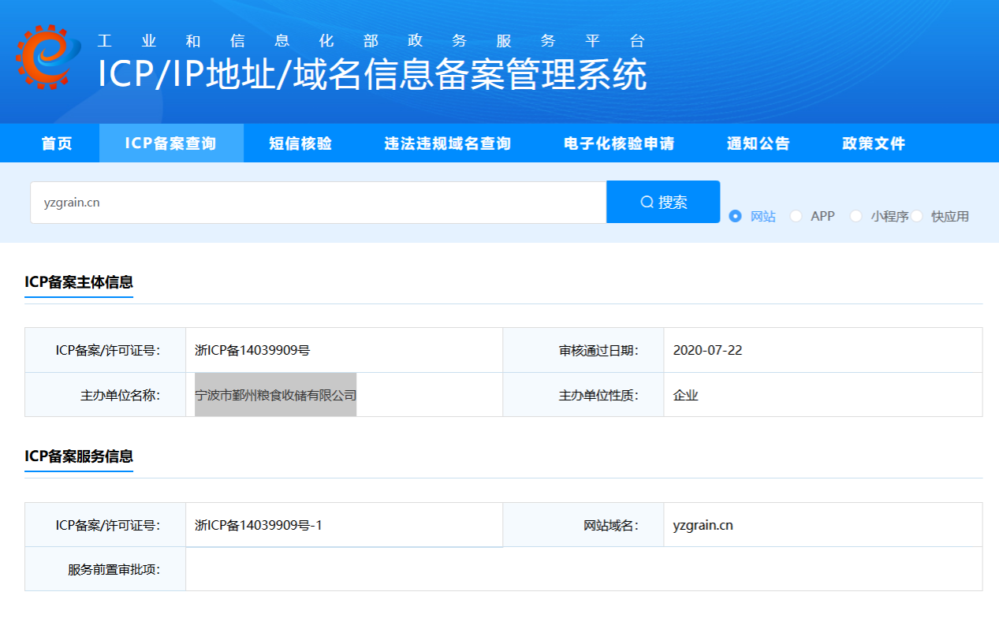 工业和信息化部政务服务平台
ICP/IP地址/域名信息备案管理系统
首页 ICP备案查询 短信核验 违法违规域名查询 电子化核验申请 通知公告 政策文件
yzgrain.cn 搜索 网站 APP 小程序 快应用
ICP备案主体信息
ICP备案/许可证号： 浙ICP备14039909号 审核通过日期： 2020-07-22
主办单位名称： 宁波市鄞州粮食收储有限公司 主办单位性质： 企业
ICP备案服务信息
ICP备案/许可证号： 浙ICP备14039909号-1 网站域名： yzgrain.cn
服务前置审批项：